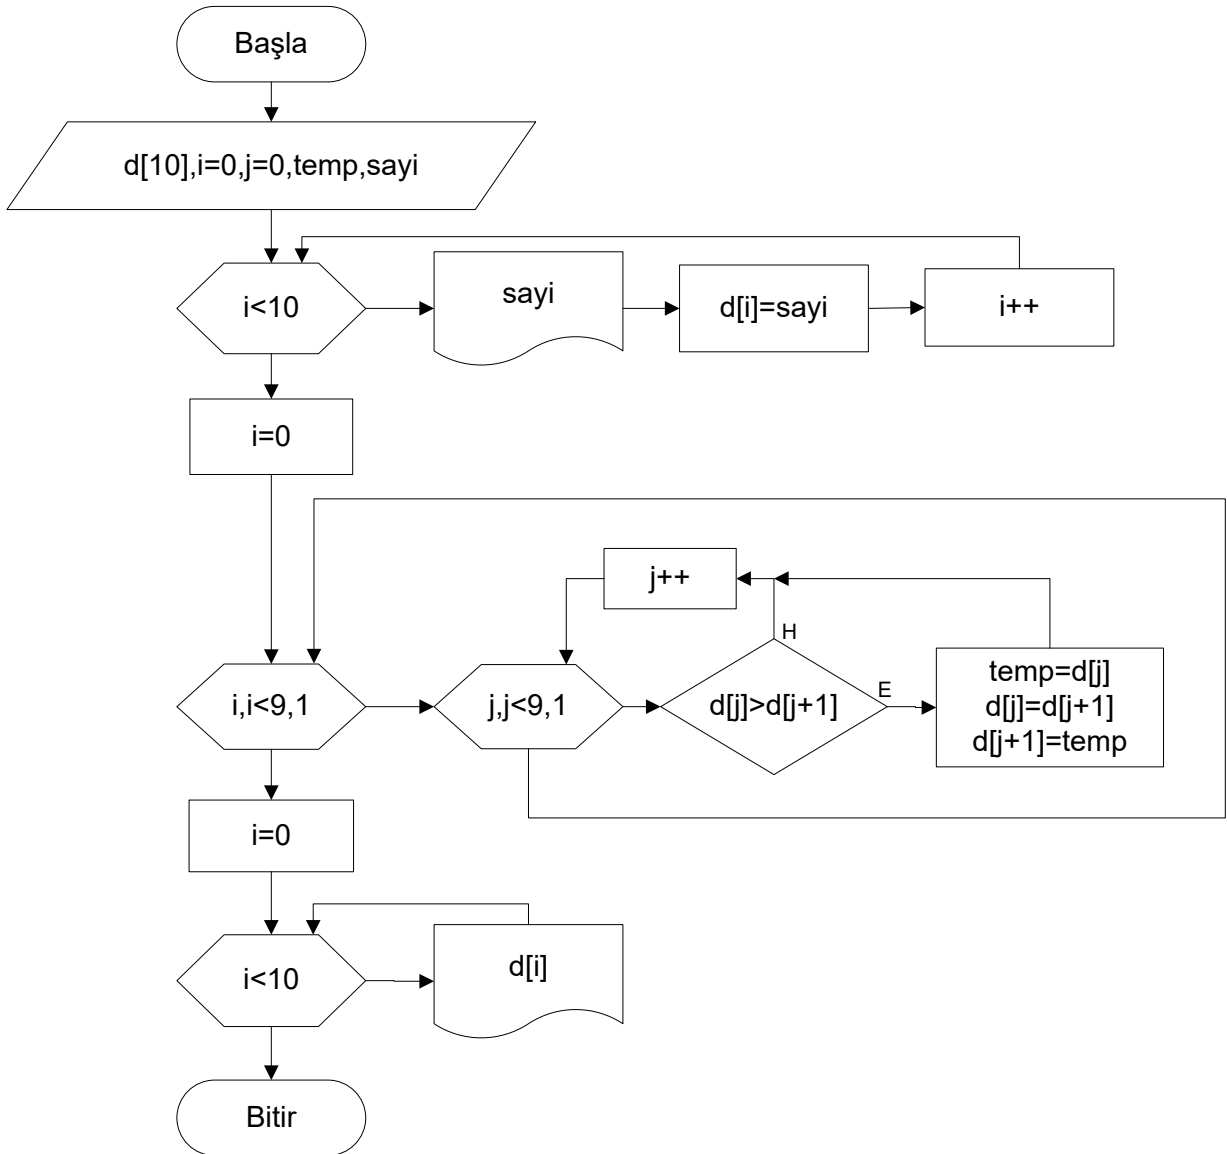 Başla
d[10],i=0,j=0,temp,sayi
i<10
sayi
d[i]=sayi
i++
i=0
j++
H
i,i<9,1
j,j<9,1
d[j]>d[j+1]
E
temp=d[j]
d[j]=d[j+1]
d[j+1]=temp
i=0
i<10
d[i]
Bitir